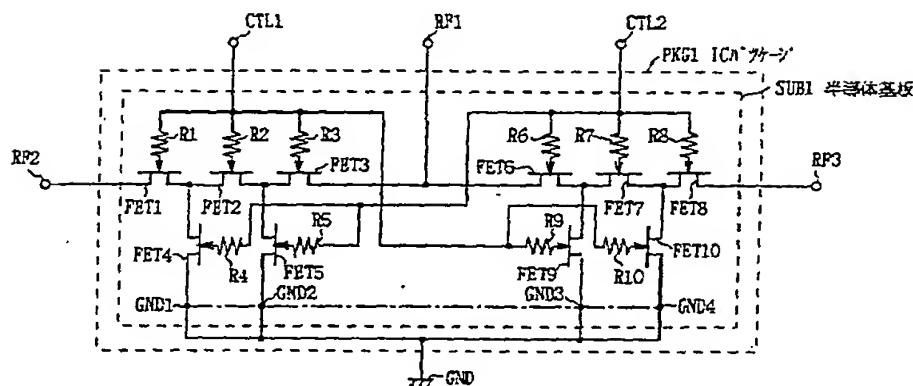 CTL1
RF1
CTL2
PKG1 ICパッケージ
SUB1 半導体基板
R1
R2
R3
R6
R7
R8
RF2
FET3
FET6
RF3
FET1
FET2
FET7
FET8
R5
R9
FET4
R4
FET5
FET9
R10
FET10
GND1
GND2
GND3
GND4
GND